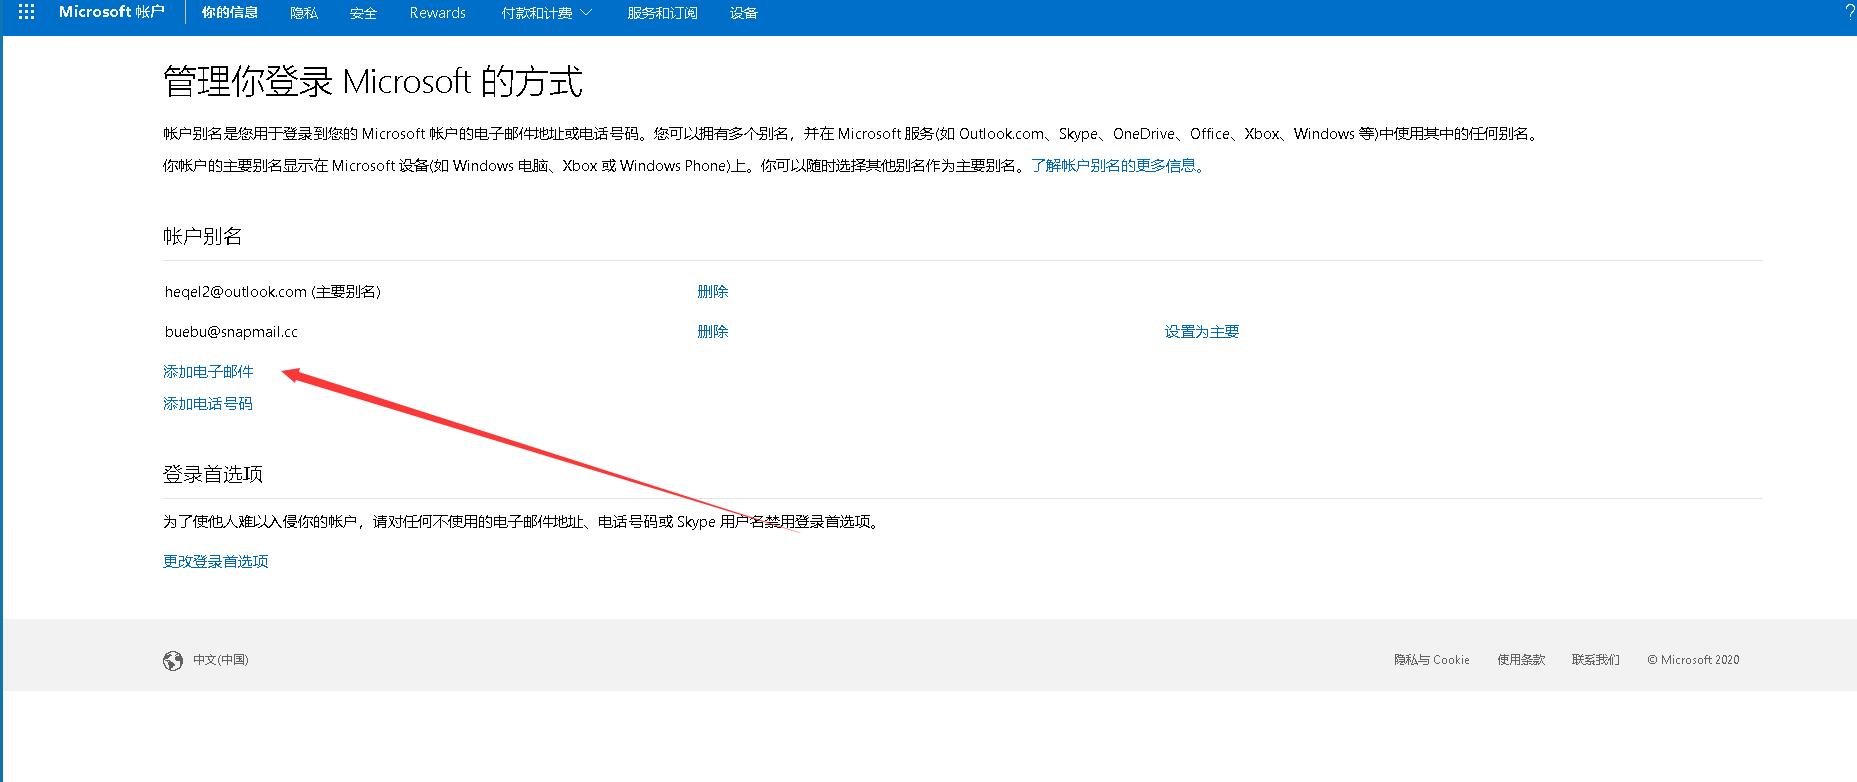 Microsoft 帐户 你的信息 隐私 安全 Rewards 付款和计费 服务和订阅 设备 ?
管理你登录 Microsoft 的方式
帐户别名是您用于登录到您的 Microsoft 帐户的电子邮件地址或电话号码。您可以拥有多个别名，并在 Microsoft 服务(如 Outlook.com、Skype、OneDrive、Office、Xbox、Windows 等)中使用其中的任何别名。
你帐户的主要别名显示在 Microsoft 设备(如 Windows 电脑、Xbox 或 Windows Phone)上。你可以随时选择其他别名作为主要别名。了解帐户别名的更多信息。
帐户别名
heqel2@outlook.com (主要别名) 删除
buebu@snapmail.cc 删除 设置为主要
添加电子邮件
添加电话号码
登录首选项
为了使他人难以入侵你的帐户，请对任何不使用的电子邮件地址、电话号码或 Skype 用户名禁用登录首选项。
更改登录首选项
中文(中国) 隐私与 Cookie 使用条款 联系我们 © Microsoft 2020